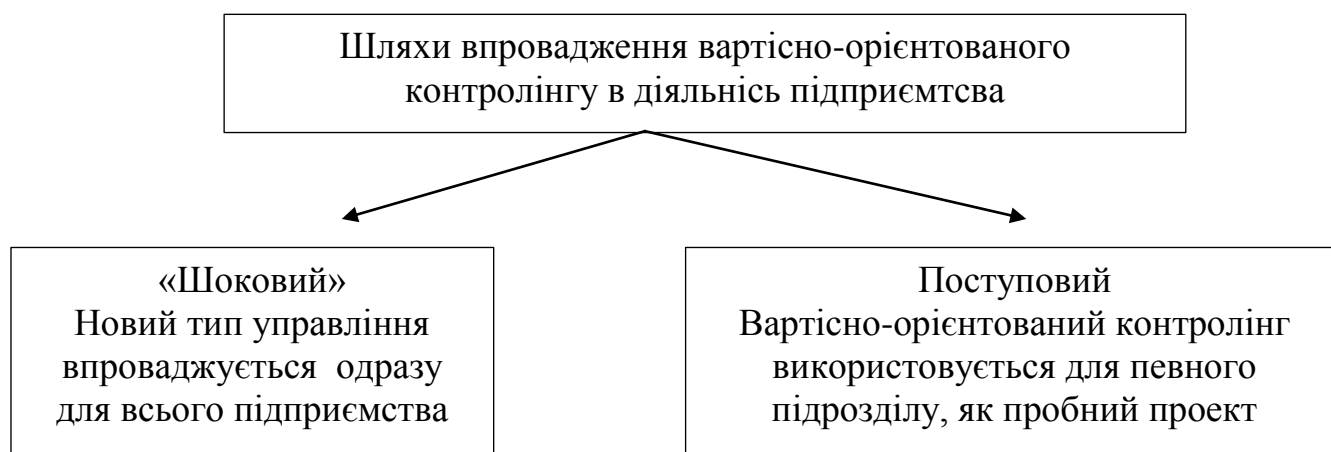 Шляхи впровадження вартісно-орієнтованого
контролінгу в діяльнісь підприємтсва
«Шоковий»
Новий тип управління
впроваджується одразу
для всього підприємства
Поступовий
Вартісно-орієнтований контролінг
використовується для певного
підрозділу, як пробний проект